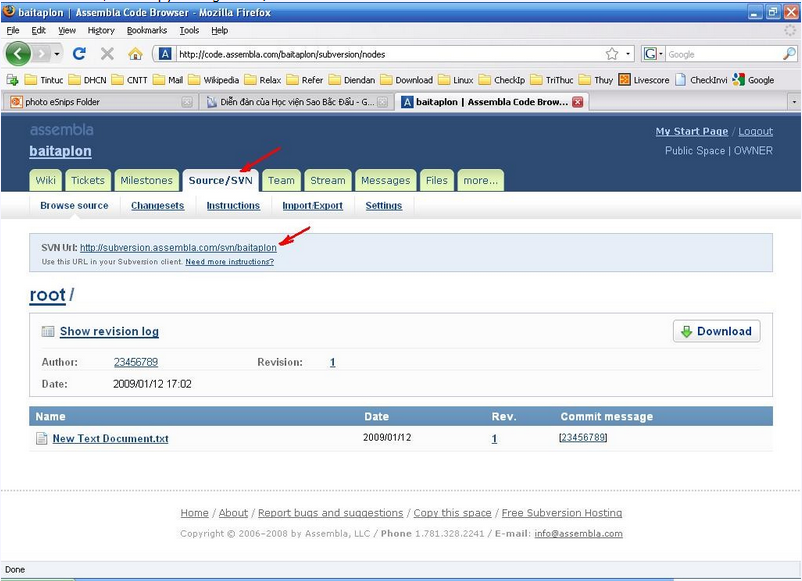 baitaplon | Assembla Code Browser - Mozilla Firefox
File Edit View History Bookmarks Tools Help
A http://code.assembla.com/baitaplon/subversion/nodes G Google
Tintuc DHCN CNTT Mail Wikipedia Relax Refer Diendan Download Linux CheckIp TriThuc Thuy Livescore CheckInvi Google
photo eSnips Folder Diễn đàn của Học viện Sao Bắc Đẩu - G... A baitaplon | Assembla Code Brow...
assembla
My Start Page / Logout
baitaplon
Public Space | OWNER
Wiki Tickets Milestones Source/SVN Team Stream Messages Files more...
Browse source Changesets Instructions Import/Export Settings
SVN Url: http://subversion.assembla.com/svn/baitaplon
Use this URL in your Subversion client. Need more instructions?
root /
Show revision log Download
Author: 23456789 Revision: 1
Date: 2009/01/12 17:02
Name Date Rev. Commit message
New Text Document.txt 2009/01/12 1 [23456789]
Home / About / Report bugs and suggestions / Copy this space / Free Subversion Hosting
Copyright © 2006-2008 by Assembla, LLC / Phone 1.781.328.2241 / E-mail: info@assembla.com
Done